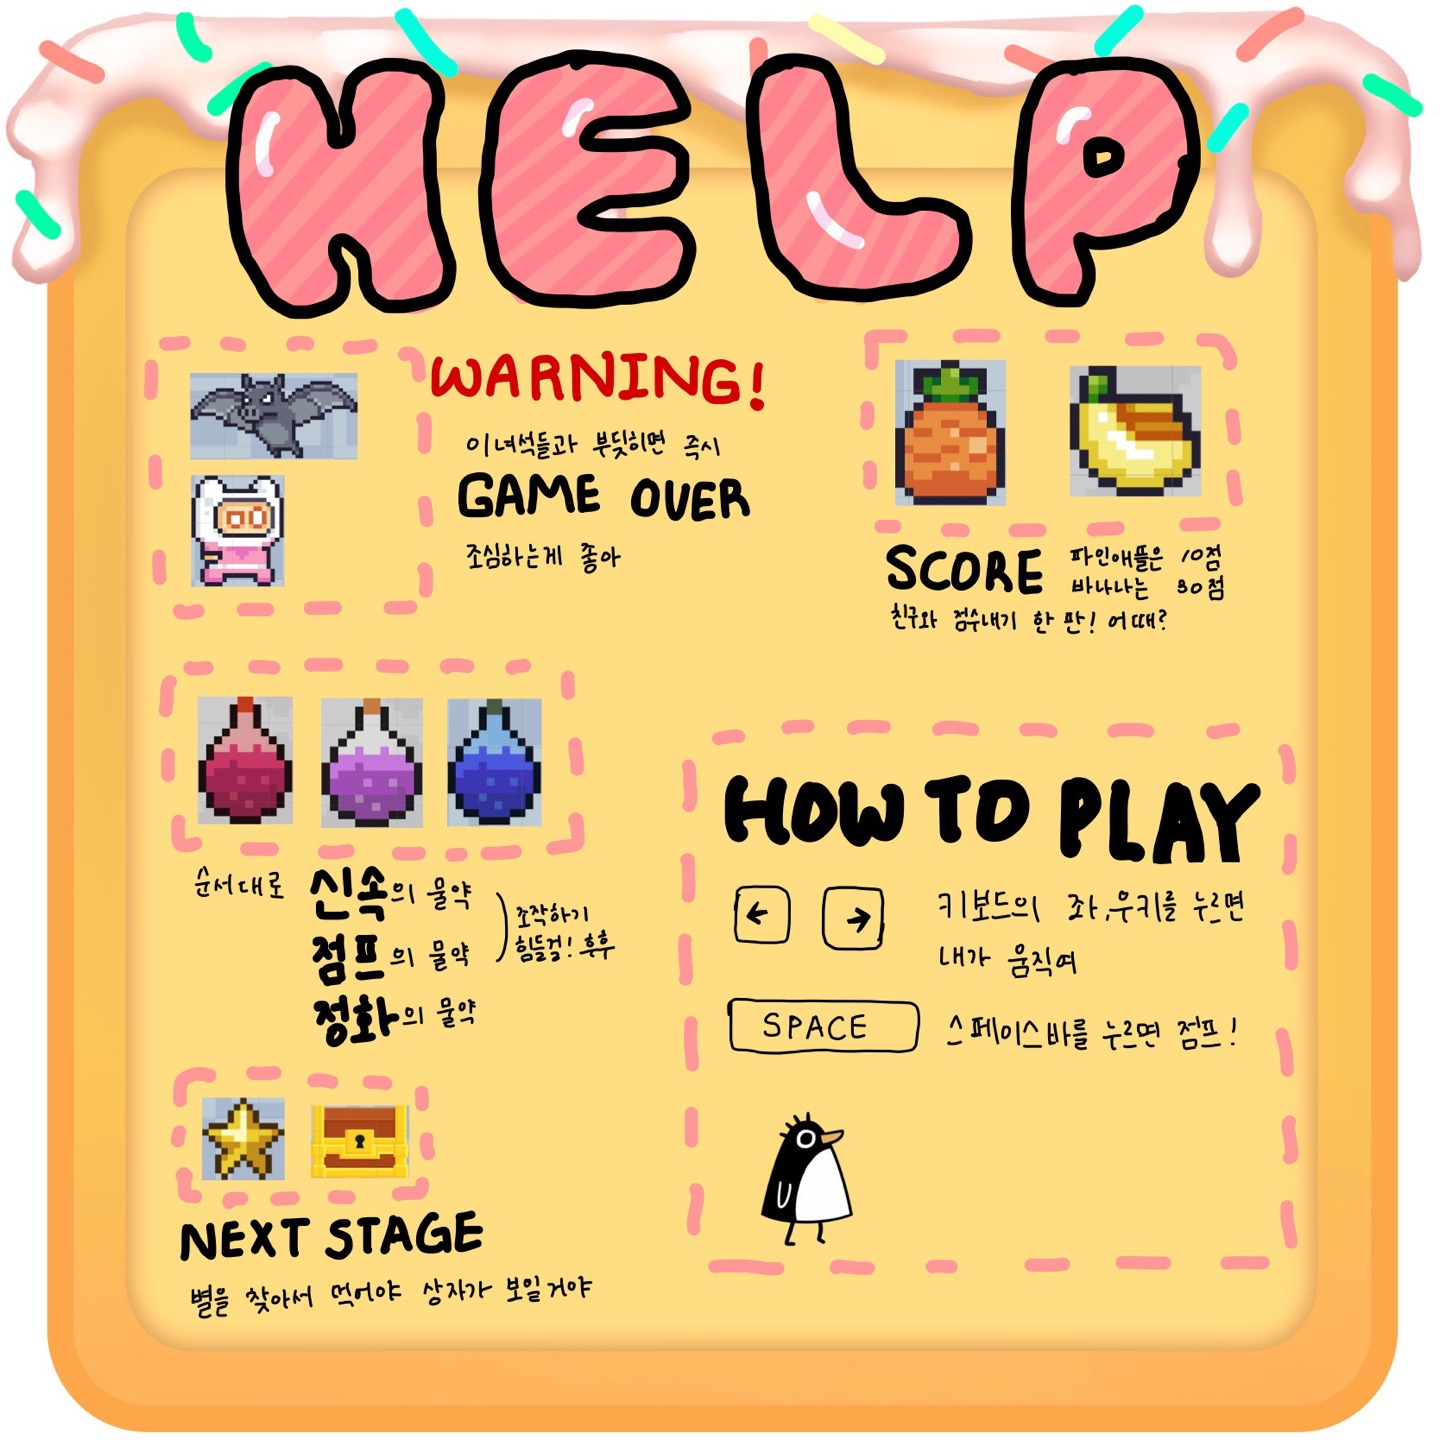 HELP
WARNING!
이녀석들과 부딪히면 즉시
GAME OVER
조심하는게 좋아
SCORE
파인애플은 10점
바나나는 30점
친구와 점수내기 한 판! 어때?
순서대로
신속의 물약
점프의 물약
정화의 물약
조작하기
힘들걸! 후후
HOW TO PLAY
← →
키보드의 좌,우키를 누르면
내가 움직여
SPACE
스페이스바를 누르면 점프!
NEXT STAGE
별을 찾아서 먹어야 상자가 보일거야